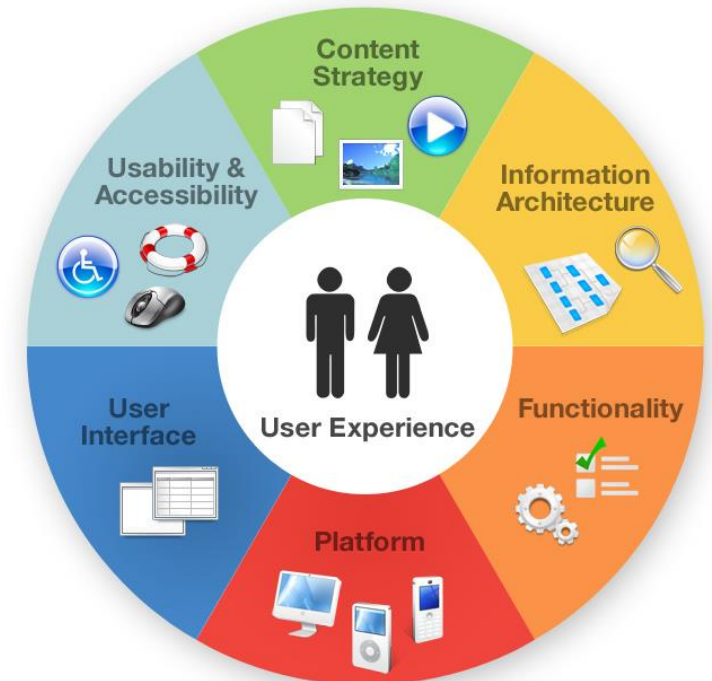 Content
Strategy
Information
Architecture
Functionality
Platform
User
Interface
Usability &
Accessibility
User Experience